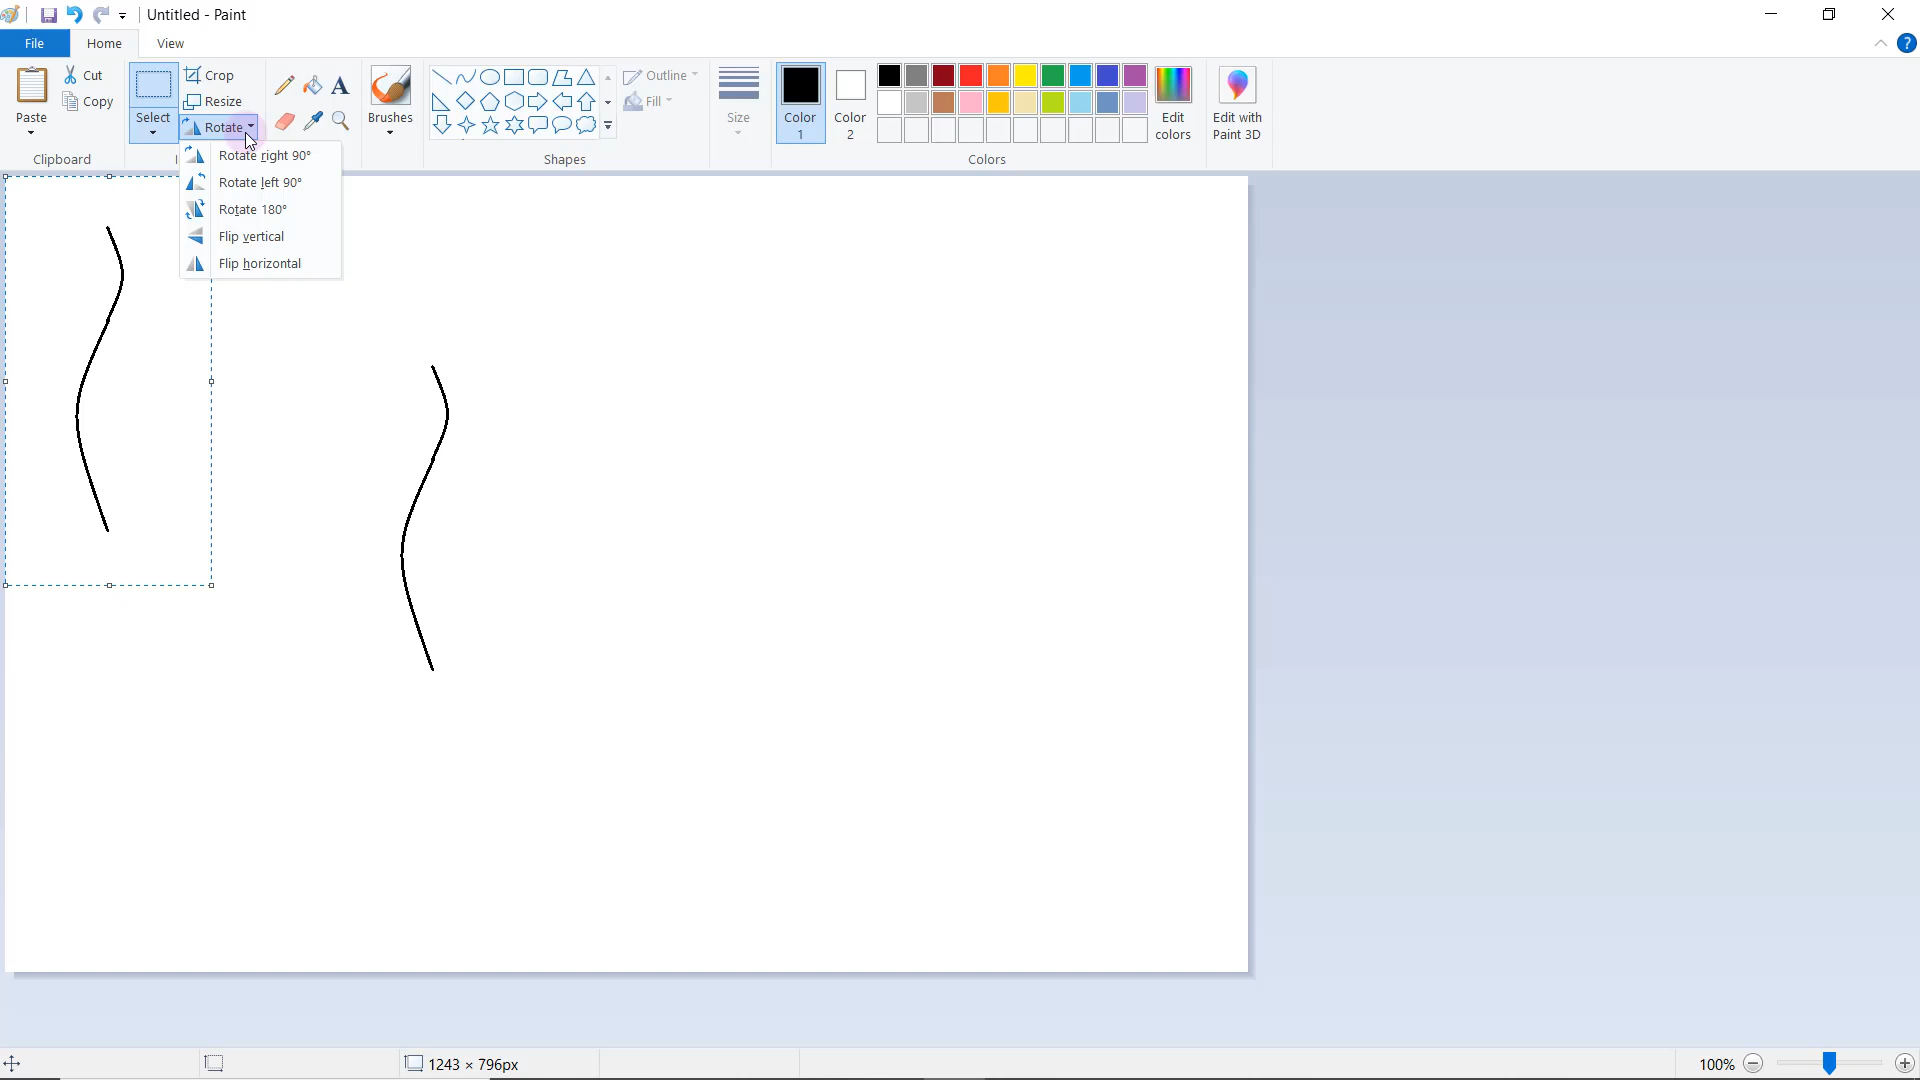 Untitled - Paint
File Home View
Paste
Cut
Copy
Clipboard
Select
Crop
Resize
Rotate
Brushes
Shapes
Outline
Fill
Size
Color 1
Color 2
Colors
Edit colors
Edit with Paint 3D
Rotate right 90°
Rotate left 90°
Rotate 180°
Flip vertical
Flip horizontal
1243 × 796px
100%